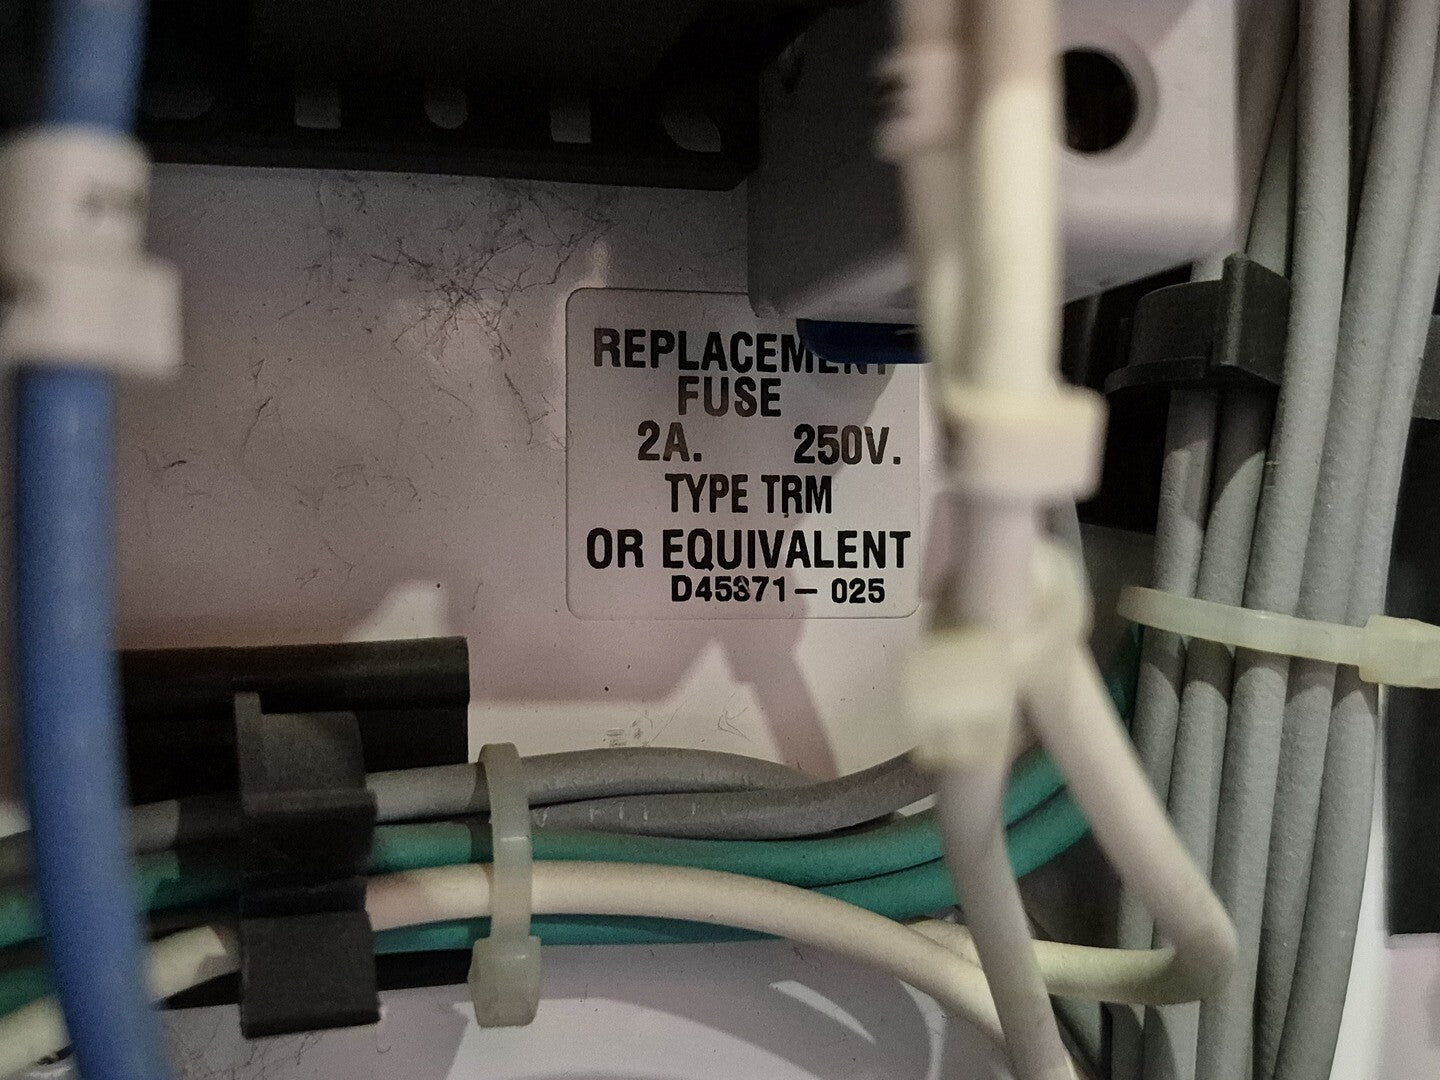 REPLACEMENT
FUSE
2A. 250V.
TYPE TRM
OR EQUIVALENT
D45871-025